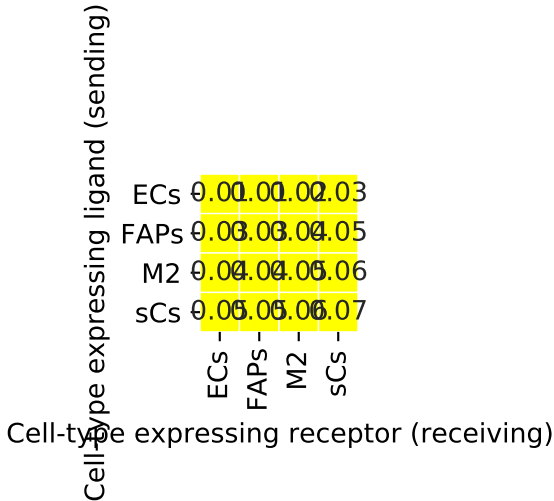 Cell-type expressing ligand (sending)
ECs 0.01 0.01 0.02 0.03
FAPs 0.03 0.03 0.04 0.05
M2 0.04 0.04 0.05 0.06
sCs 0.05 0.05 0.06 0.07
ECs FAPs M2 sCs
Cell-type expressing receptor (receiving)